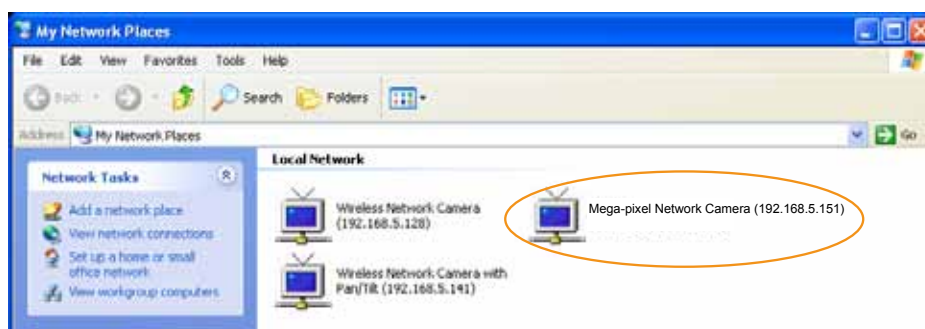 My Network Places
File Edit View Favorites Tools Help
Back Search Folders
Address My Network Places Go
Local Network
Network Tasks
Add a network place
View network connections
Set up a home or small
office network
View workgroup computers
Wireless Network Camera
(192.168.5.128)
Mega-pixel Network Camera (192.168.5.151)
Wireless Network Camera with
Pan/Tilt (192.168.5.141)